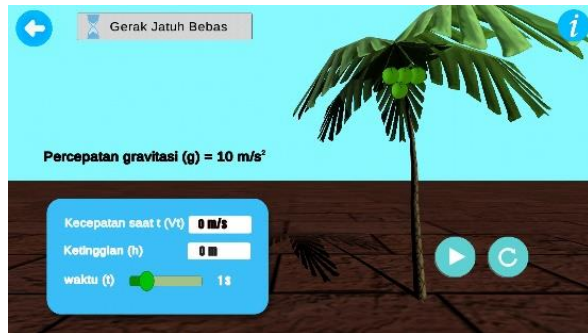 Gerak Jatuh Bebas
i
Percepatan gravitasi (g) = 10 m/s²
Kecepatan saat t (Vt) 0 m/s
Ketinggian (h) 0 m
waktu (t) 1 s